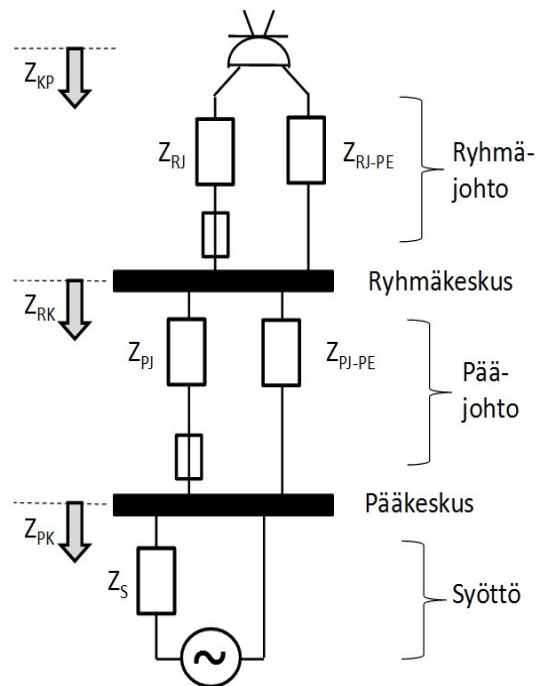 Z_KP
Z_RJ
Z_RJ-PE
Ryhmä-
johto
Z_RK
Ryhmäkeskus
Z_PJ
Z_PJ-PE
Pää-
johto
Z_PK
Pääkeskus
Z_S
Syöttö
~